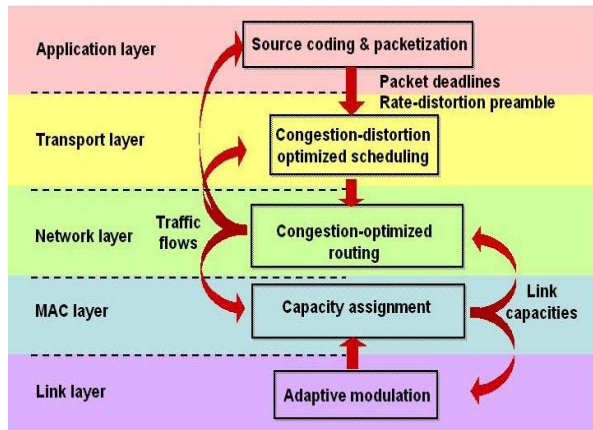 Application layer
Source coding & packetization
Packet deadlines
Rate-distortion preamble
Transport layer
Congestion-distortion
optimized scheduling
Network layer
Traffic
flows
Congestion-optimized
routing
MAC layer
Capacity assignment
Link
capacities
Link layer
Adaptive modulation